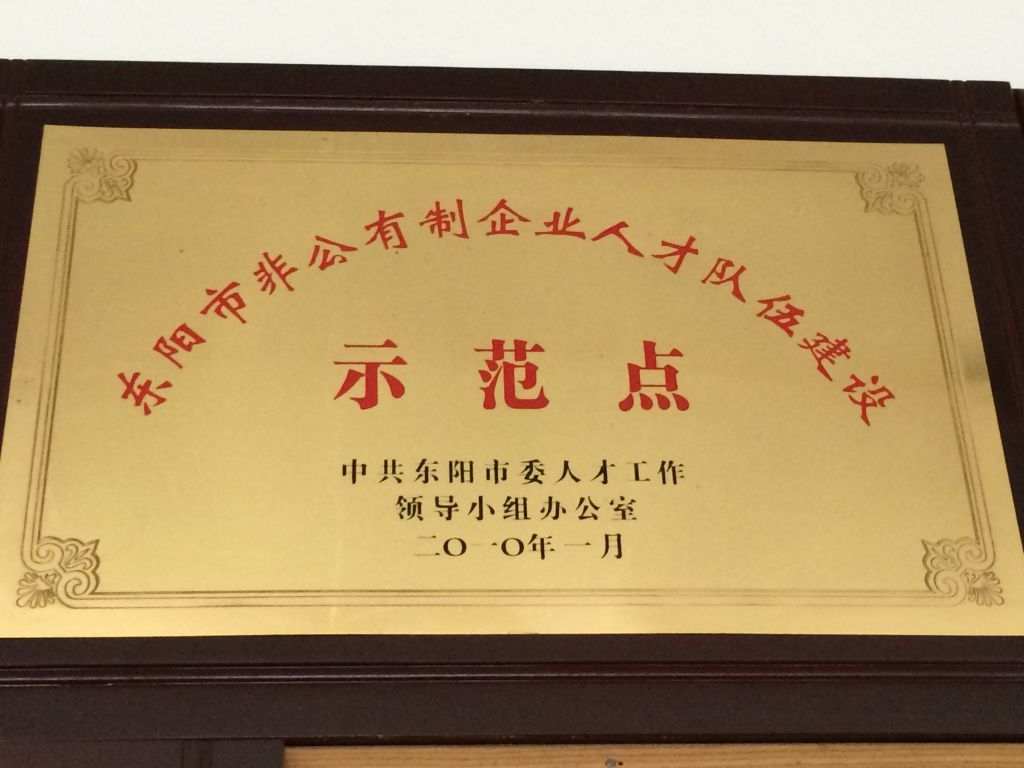 东阳市非公有制企业人才队伍建设
示范点
中共东阳市委人才工作
领导小组办公室
二〇一〇年一月